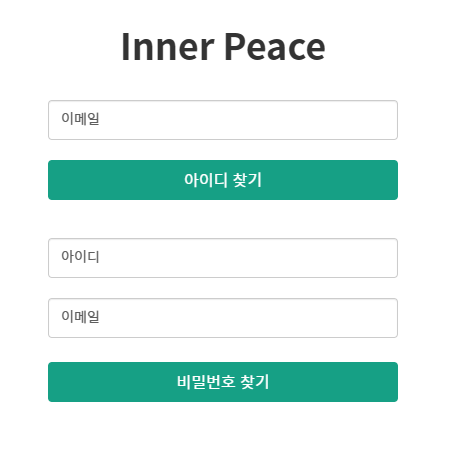 Inner Peace
이메일
아이디 찾기
아이디
이메일
비밀번호 찾기